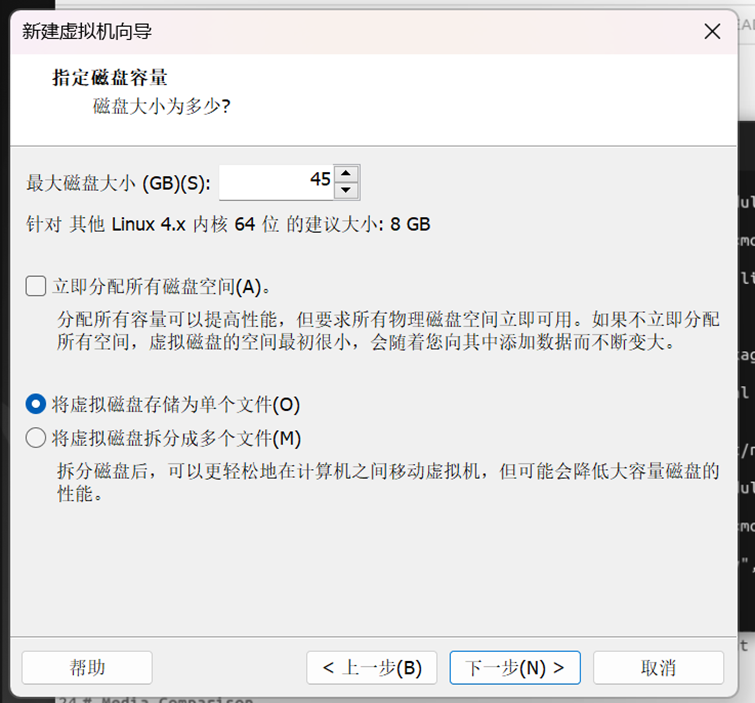 新建虚拟机向导
指定磁盘容量
磁盘大小为多少?
最大磁盘大小 (GB)(S): 45
针对 其他 Linux 4.x 内核 64 位 的建议大小: 8 GB
立即分配所有磁盘空间(A)。
分配所有容量可以提高性能，但要求所有物理磁盘空间立即可用。如果不立即分配
所有空间，虚拟磁盘的空间最初很小，会随着您向其中添加数据而不断变大。
将虚拟磁盘存储为单个文件(O)
将虚拟磁盘拆分成多个文件(M)
拆分磁盘后，可以更轻松地在计算机之间移动虚拟机，但可能会降低大容量磁盘的
性能。
帮助
< 上一步(B)
下一步(N) >
取消